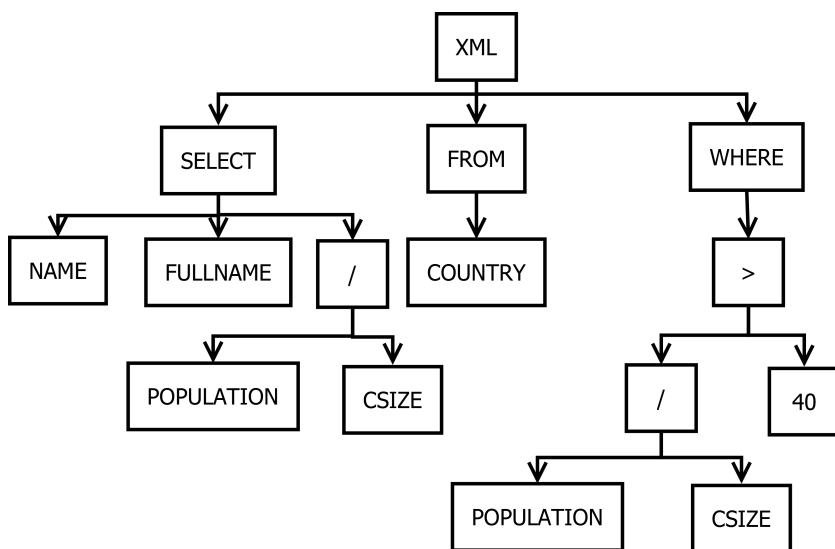 XML
SELECT
FROM
WHERE
NAME
FULLNAME
/
COUNTRY
>
POPULATION
CSIZE
/
40
POPULATION
CSIZE